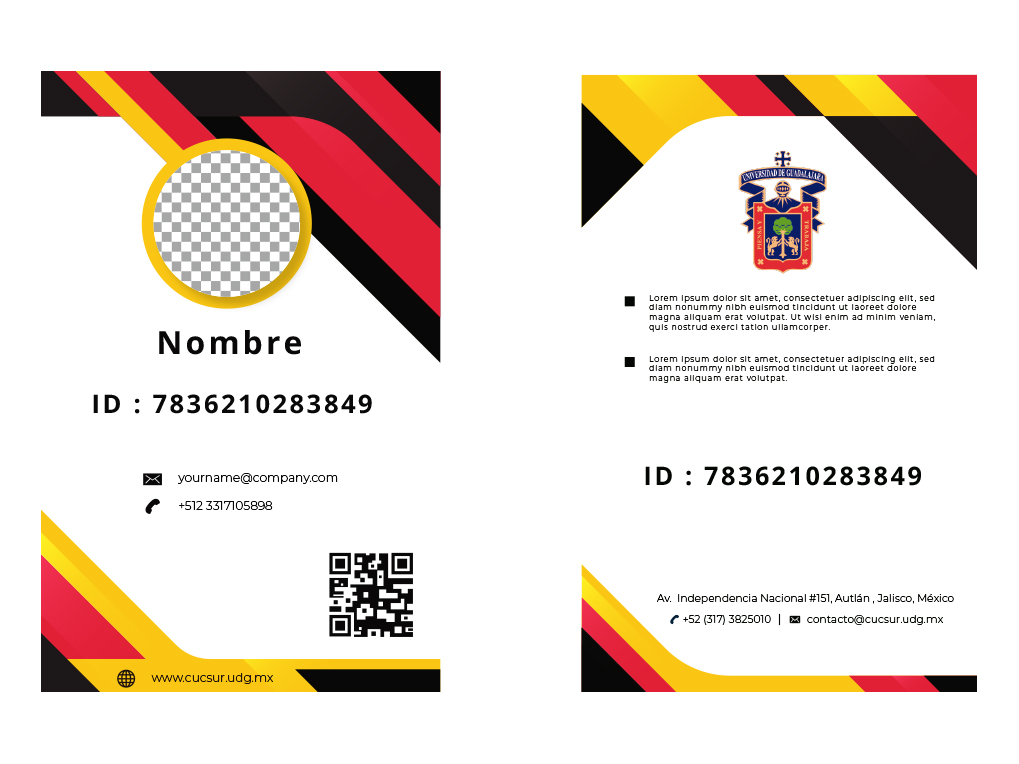 Nombre
ID : 7836210283849
yourname@company.com
+512 3317105898
www.cucsur.udg.mx
UNIVERSIDAD DE GUADALAJARA
PIENSA Y
TRABAJA
Lorem ipsum dolor sit amet, consectetuer adipiscing elit, sed
diam nonummy nibh euismod tincidunt ut laoreet dolore
magna aliquam erat volutpat. Ut wisi enim ad minim veniam,
quis nostrud exerci tation ullamcorper.
Lorem ipsum dolor sit amet, consectetuer adipiscing elit, sed
diam nonummy nibh euismod tincidunt ut laoreet dolore
magna aliquam erat volutpat.
ID : 7836210283849
Av. Independencia Nacional #151, Autlán , Jalisco, México
+52 (317) 3825010 | contacto@cucsur.udg.mx